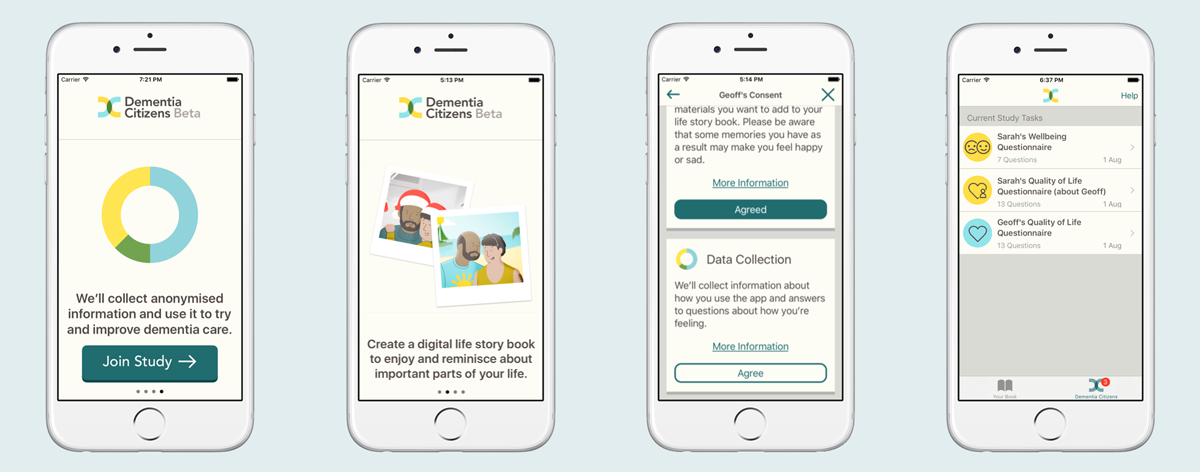 Carrier 7:21 PM
Dementia
Citizens Beta
We'll collect anonymised
information and use it to try
and improve dementia care.
Join Study →
Carrier 5:13 PM
Dementia
Citizens Beta
Create a digital life story book
to enjoy and reminisce about
important parts of your life.
Carrier 5:14 PM
Geoff's Consent
materials you want to add to your
life story book. Please be aware
that some memories you have as
a result may make you feel happy
or sad.
More Information
Agreed
Data Collection
We'll collect information about
how you use the app and answers
to questions about how you're
feeling.
More Information
Agree
Carrier 6:37 PM
Help
Current Study Tasks
Sarah's Wellbeing
Questionnaire
7 Questions 1 Aug
Sarah's Quality of Life
Questionnaire (about Geoff)
13 Questions 1 Aug
Geoff's Quality of Life
Questionnaire
13 Questions 1 Aug
3
Your Book Dementia Citizens